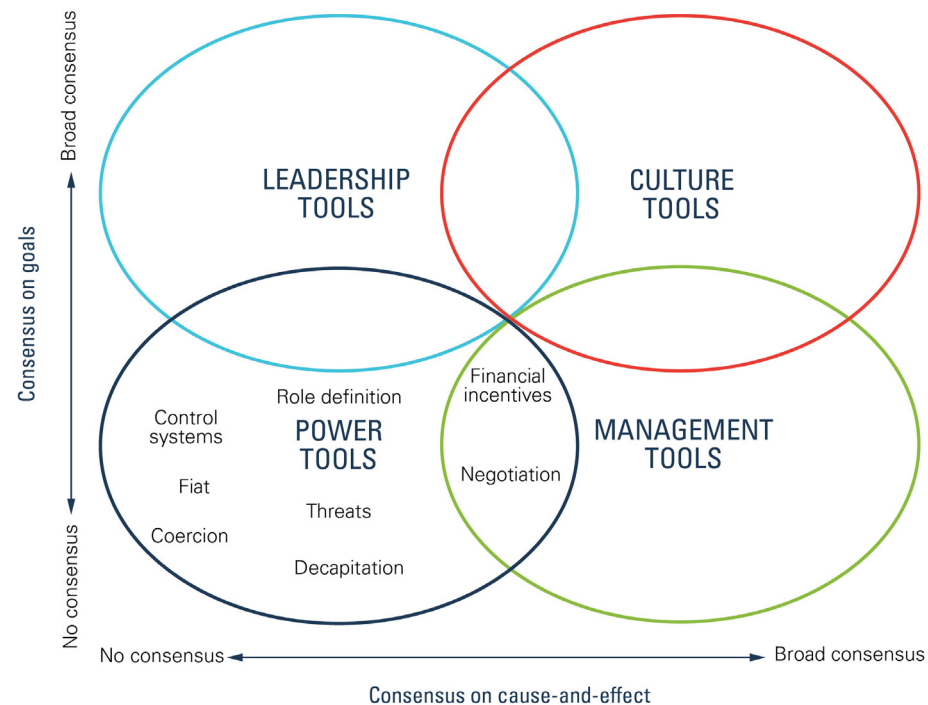 Broad consensus
Consensus on goals
No consensus
LEADERSHIP
TOOLS
CULTURE
TOOLS
Role definition
Control
systems
POWER
TOOLS
Fiat
Threats
Coercion
Decapitation
Financial
incentives
Negotiation
MANAGEMENT
TOOLS
No consensus
Broad consensus
Consensus on cause-and-effect